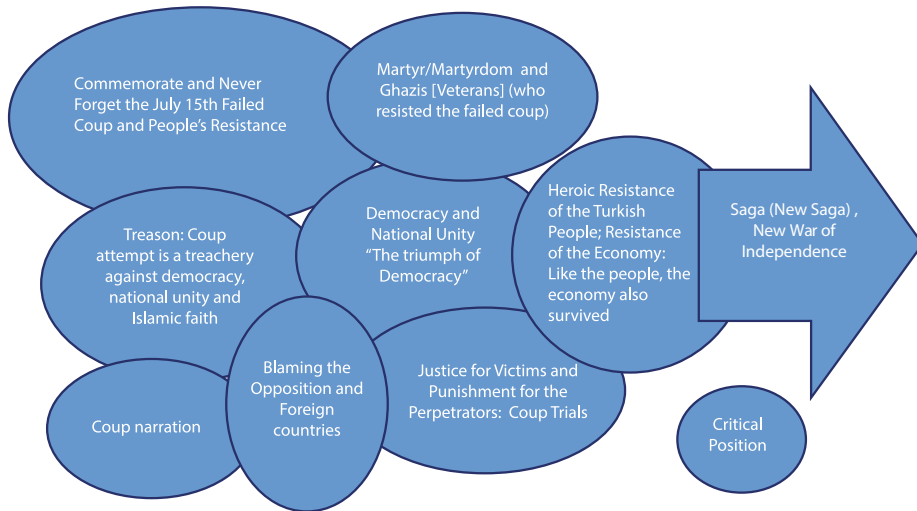 Commemorate and Never
Forget the July 15th Failed
Coup and People's Resistance
Martyr/Martyrdom and
Ghazis [Veterans] (who
resisted the failed coup)
Treason: Coup
attempt is a treachery
against democracy,
national unity and
Islamic faith
Democracy and
National Unity
“The triumph of
Democracy”
Heroic Resistance
of the Turkish
People; Resistance
of the Economy:
Like the people, the
economy also
survived
Saga (New Saga) ,
New War of
Independence
Coup narration
Blaming the
Opposition and
Foreign
countries
Justice for Victims and
Punishment for the
Perpetrators: Coup Trials
Critical
Position